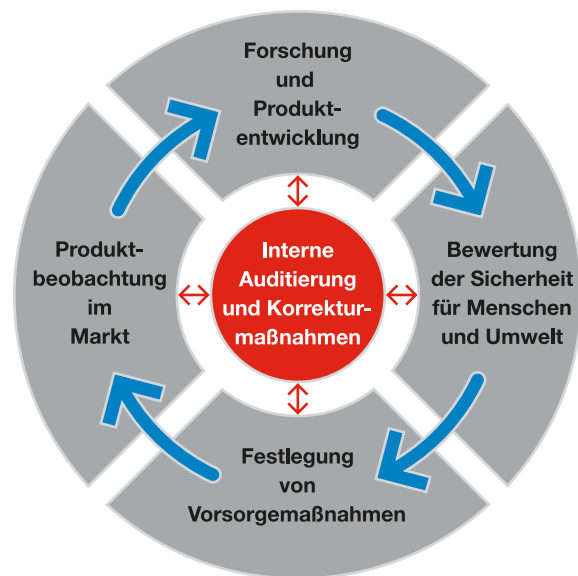 Forschung
und
Produkt-
entwicklung
Bewertung
der Sicherheit
für Menschen
und Umwelt
Festlegung
von
Vorsorgemaßnahmen
Produkt-
beobachtung
im
Markt
Interne
Auditierung
und Korrektur-
maßnahmen